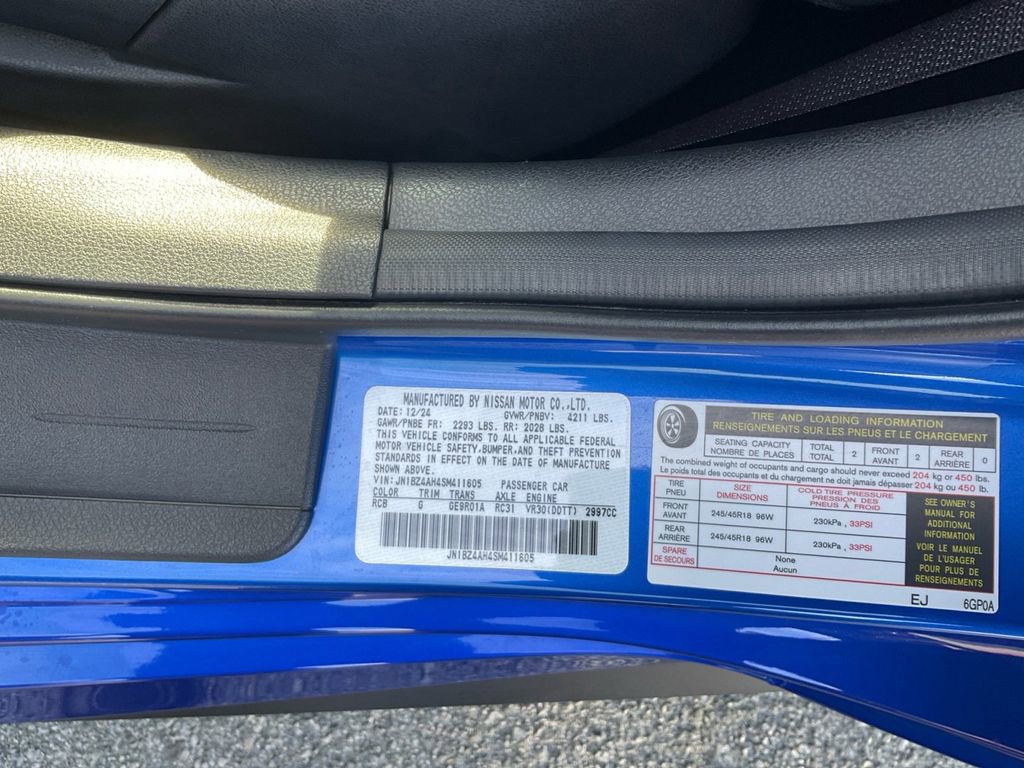 MANUFACTURED BY NISSAN MOTOR CO.,LTD.
DATE: 12/24 GVWR/PNBV: 4211 LBS.
GAWR/PNBE FR: 2293 LBS. RR: 2028 LBS.
THIS VEHICLE CONFORMS TO ALL APPLICABLE FEDERAL
MOTOR VEHICLE SAFETY,BUMPER,AND THEFT PREVENTION
STANDARDS IN EFFECT ON THE DATE OF MANUFACTURE
SHOWN ABOVE.
VIN: JN1BZ4AH4SM411605 PASSENGER CAR
COLOR TRIM TRANS AXLE ENGINE
RCB G GE9R01A RC31 VR30(DDTT) 2997CC
JN1BZ4AH4SM411605
TIRE AND LOADING INFORMATION
RENSEIGNEMENTS SUR LES PNEUS ET LE CHARGEMENT
SEATING CAPACITY TOTAL 2 FRONT 2 REAR 0
NOMBRE DE PLACES TOTAL AVANT ARRIÈRE
The combined weight of occupants and cargo should never exceed 204 kg or 450 lbs.
Le poids total des occupants et du chargement ne doit jamais dépasser 204 kg ou 450 lb.
TIRE SIZE COLD TIRE PRESSURE
PNEU DIMENSIONS PRESSION DES PNEUS À FROID
FRONT AVANT 245/45R18 96W 230kPa , 33PSI
REAR ARRIÈRE 245/45R18 96W 230kPa , 33PSI
SPARE DE SECOURS None Aucun
SEE OWNER'S
MANUAL FOR
ADDITIONAL
INFORMATION
VOIR LE MANUEL
DE L'USAGER
POUR PLUS DE
RENSEIGNEMENTS
EJ 6GP0A